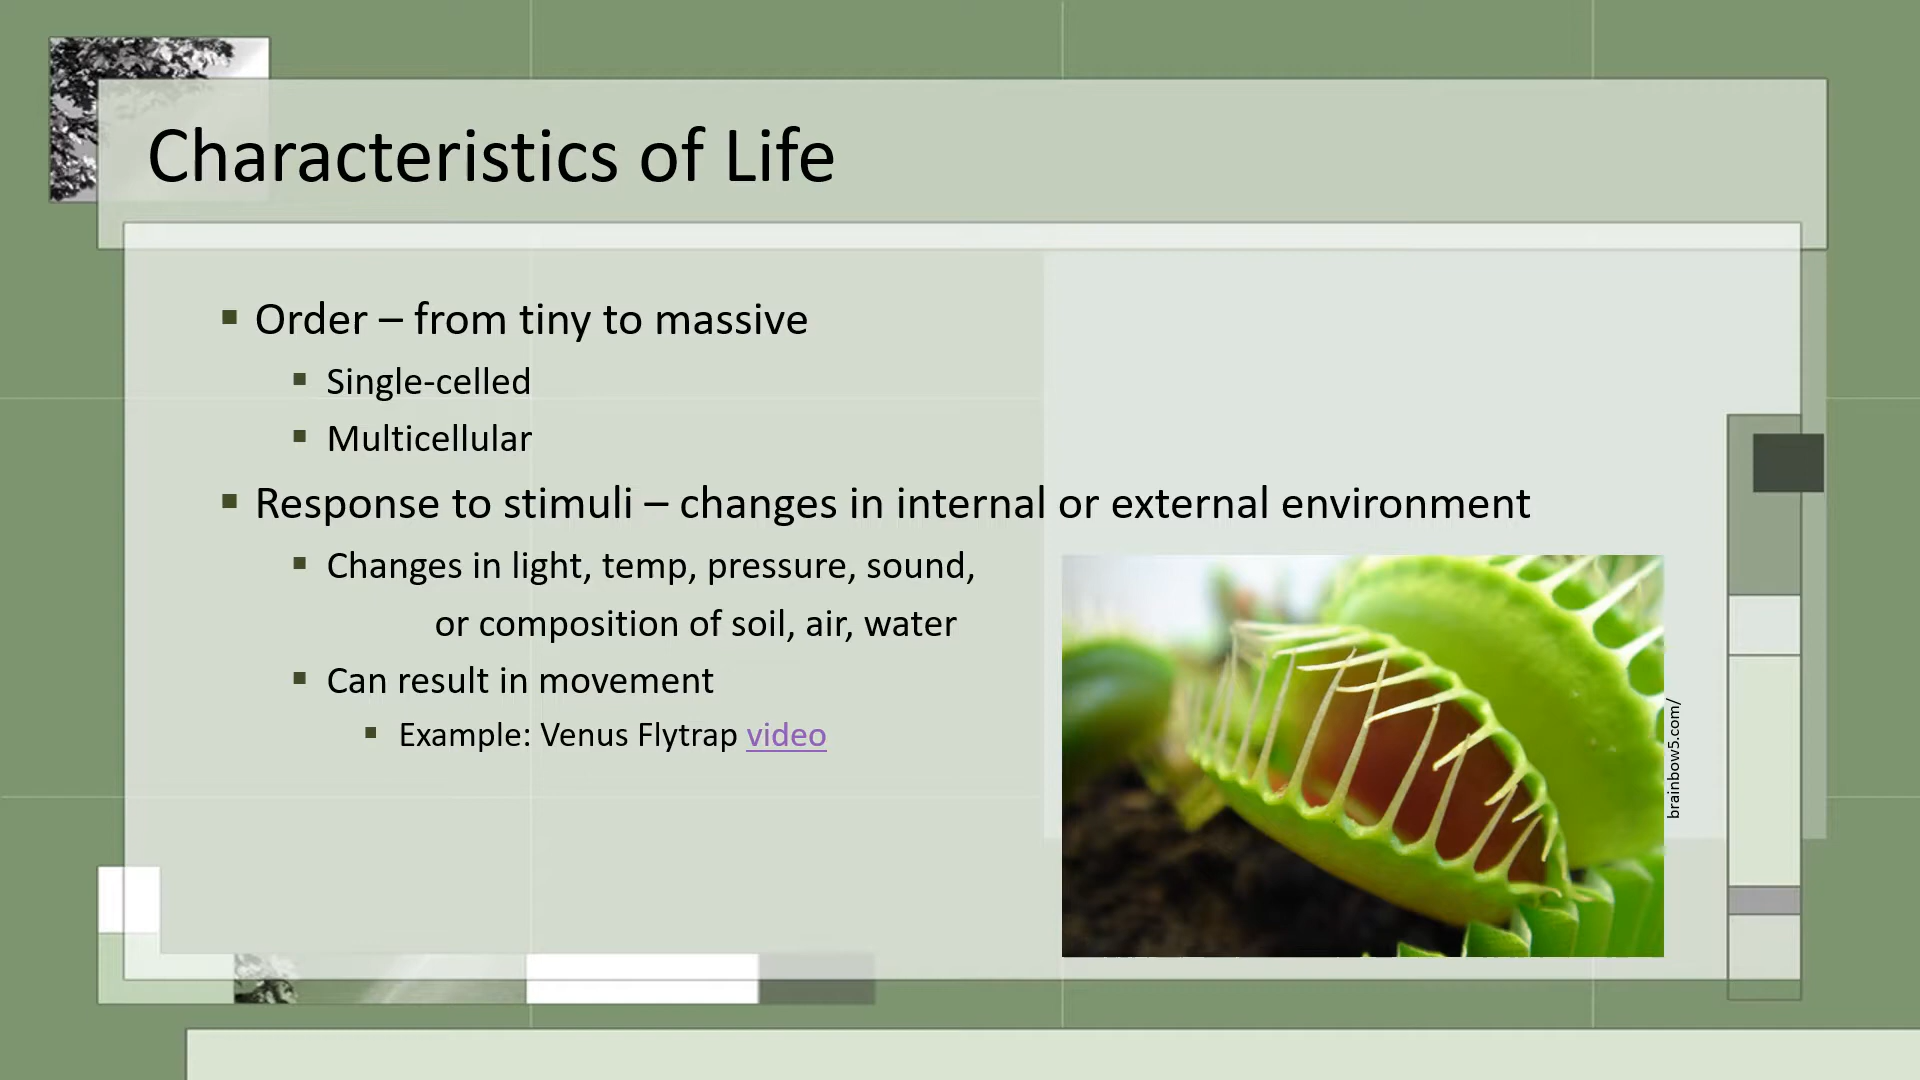 Characteristics of Life
▪ Order – from tiny to massive
▪ Single-celled
▪ Multicellular
▪ Response to stimuli – changes in internal or external environment
▪ Changes in light, temp, pressure, sound,
or composition of soil, air, water
▪ Can result in movement
▪ Example: Venus Flytrap video
brainbow5.com/